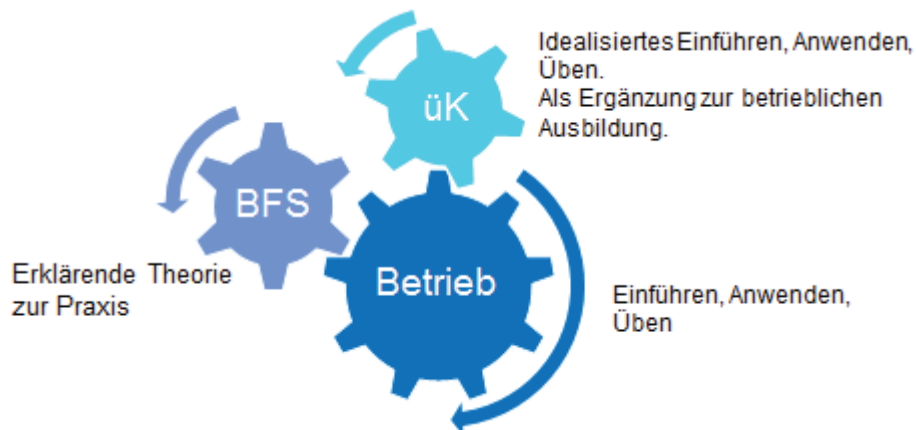 Idealisiertes Einführen, Anwenden,
Üben.
Als Ergänzung zur betrieblichen
Ausbildung.
üK
BFS
Erklärende Theorie
zur Praxis
Betrieb
Einführen, Anwenden,
Üben